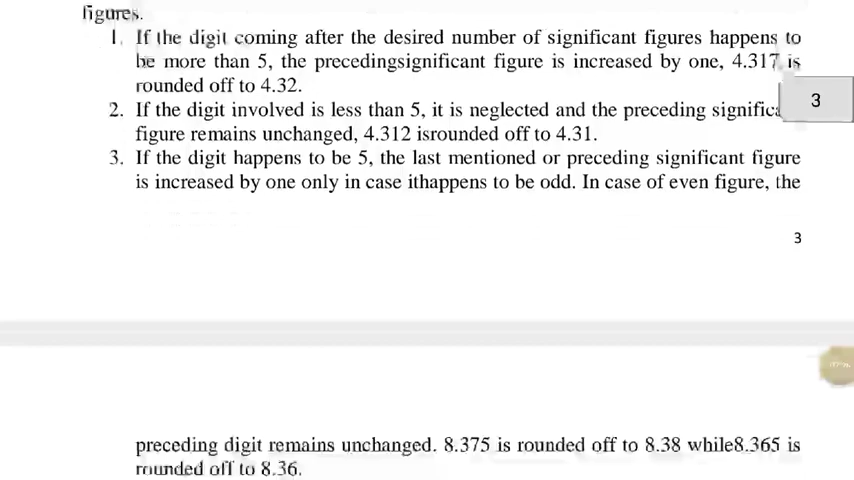 figures.
1. If the digit coming after the desired number of significant figures happens to
be more than 5, the precedingsignificant figure is increased by one, 4.317 is
rounded off to 4.32.
3
2. If the digit involved is less than 5, it is neglected and the preceding
figure remains unchanged, 4.312 isrounded off to 4.31.
3. If the digit happens to be 5, the last mentioned or preceding significant figure
is increased by one only in case ithappens to be odd. In case of even figure, the
3
preceding digit remains unchanged. 8.375 is rounded off to 8.38 while8.365 is
rounded off to 8.36.